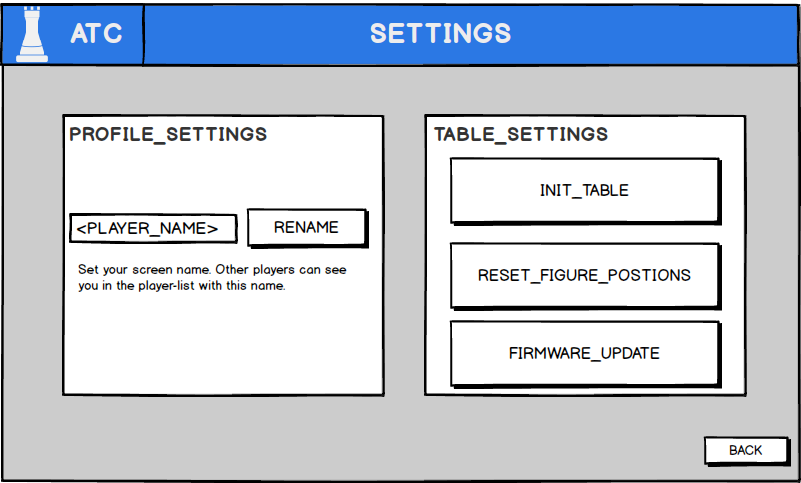 ATC
SETTINGS
PROFILE_SETTINGS
<PLAYER_NAME>
RENAME
Set your screen name. Other players can see
you in the player-list with this name.
TABLE_SETTINGS
INIT_TABLE
RESET_FIGURE_POSTIONS
FIRMWARE_UPDATE
BACK